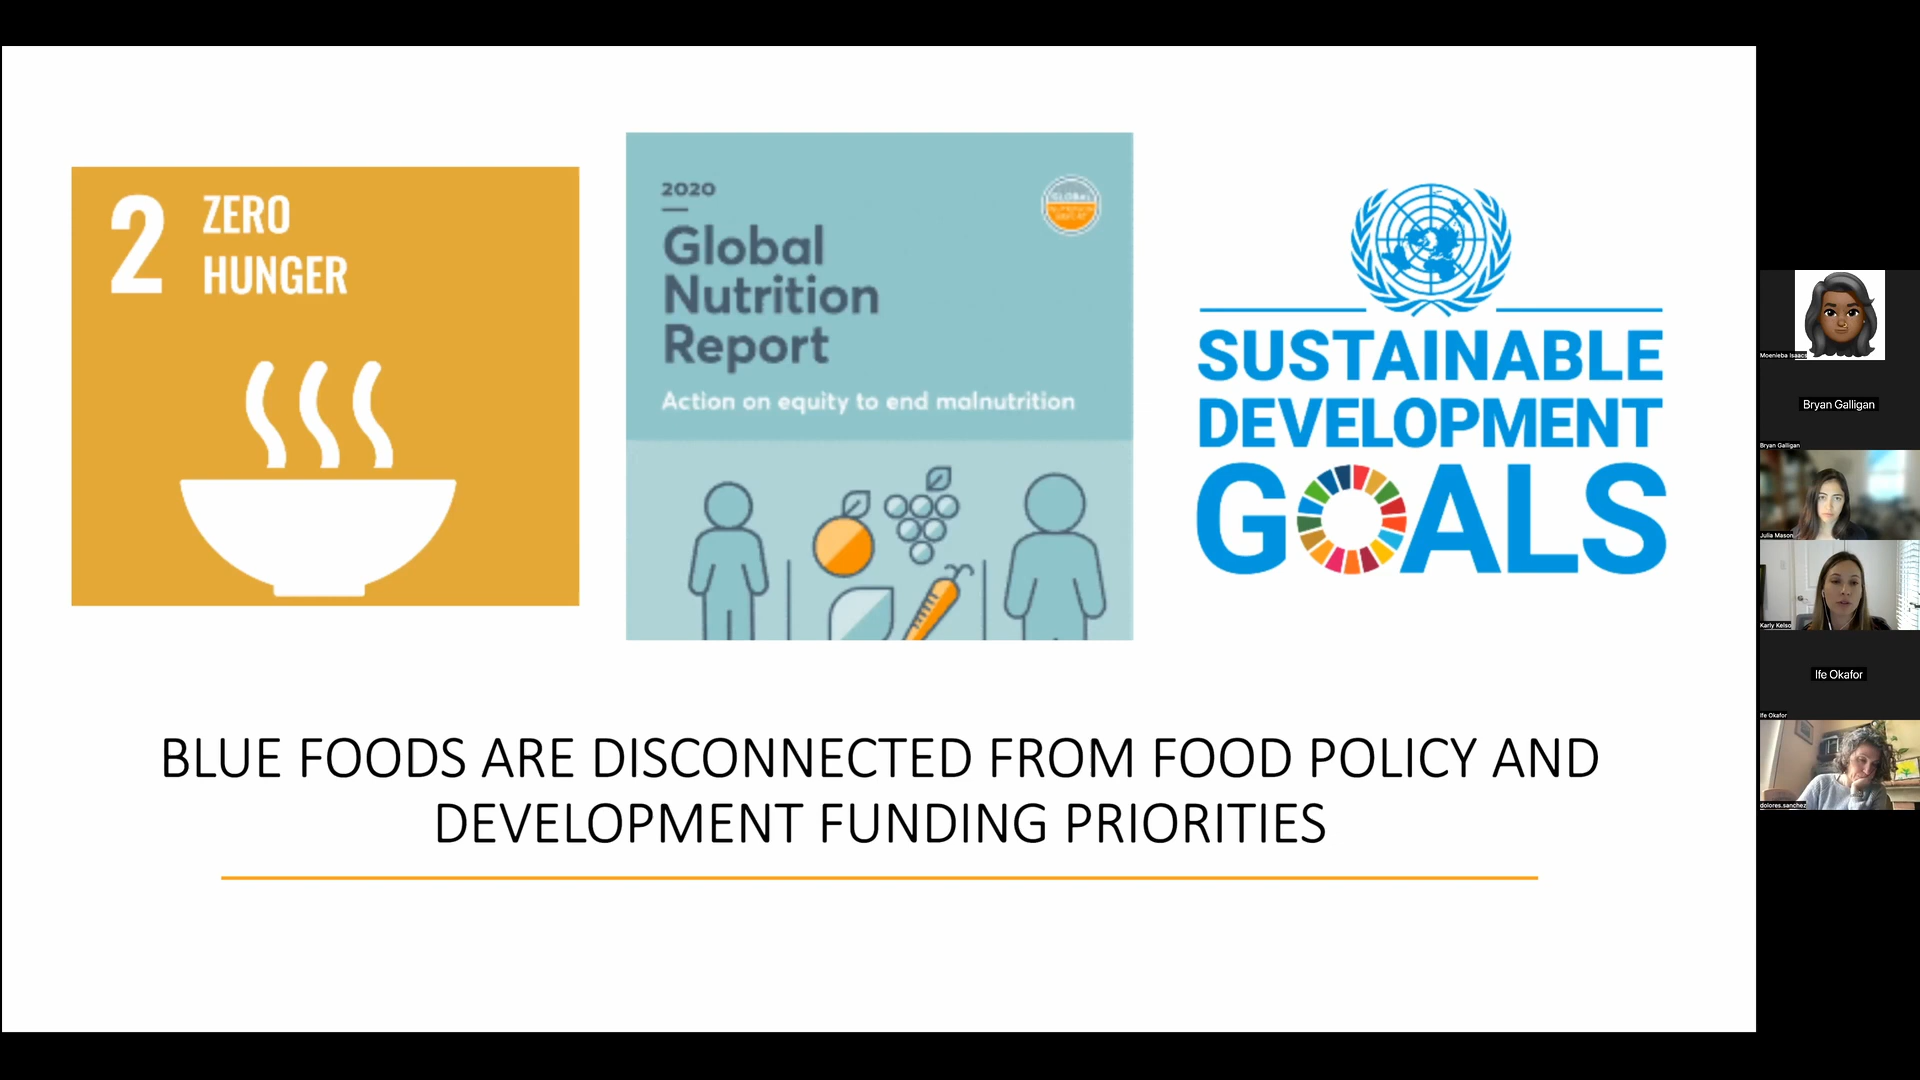 2
ZERO
HUNGER
2020
Global
Nutrition
Report
Action on equity to end malnutrition
SUSTAINABLE
DEVELOPMENT
GOALS
BLUE FOODS ARE DISCONNECTED FROM FOOD POLICY AND
DEVELOPMENT FUNDING PRIORITIES
Moenieba Isaacs
Bryan Galligan
Bryan Galligan
Julia Mason
Karly Kelso
Ife Okafor
Ife Okafor
dolores.sanchez